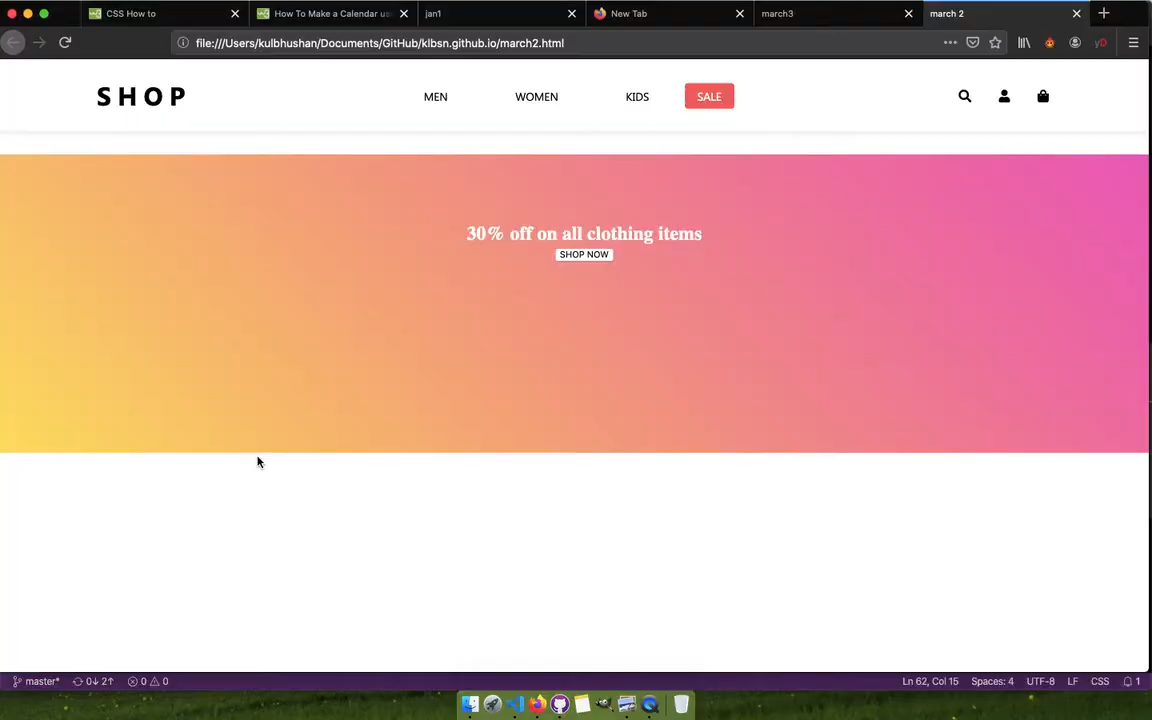 CSS How to
How To Make a Calendar us
jan1
New Tab
march3
march 2
file:///Users/kulbhushan/Documents/GitHub/klbsn.github.io/march2.html
SHOP
MEN
WOMEN
KIDS
SALE
30% off on all clothing items
SHOP NOW
master*
0↓ 2↑
0
0
Ln 62, Col 15
Spaces: 4
UTF-8
LF
CSS
1